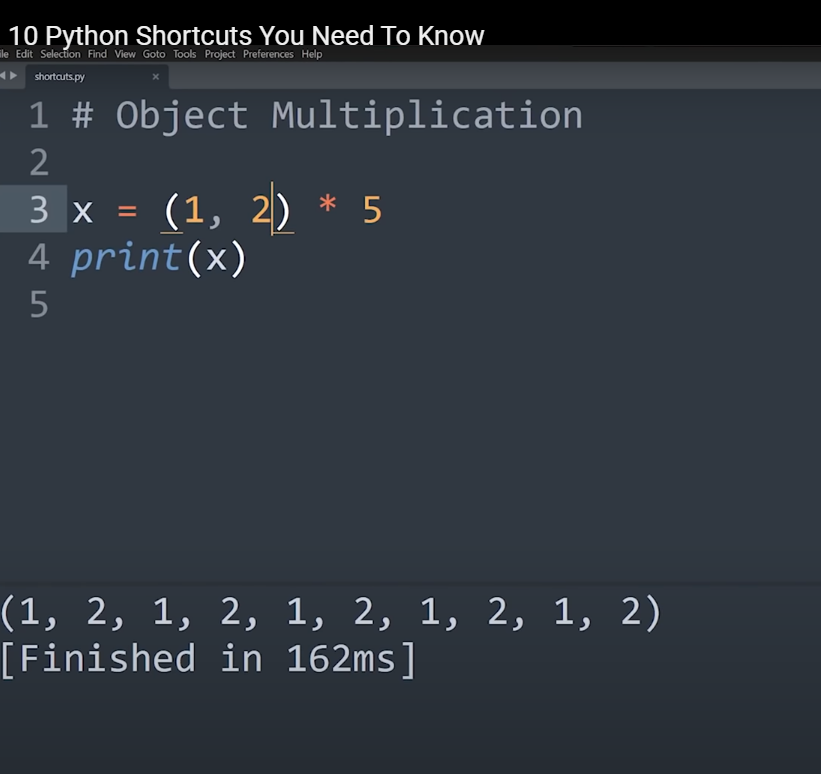 10 Python Shortcuts You Need To Know
ile Edit Selection Find View Goto Tools Project Preferences Help
shortcuts.py ×
1 # Object Multiplication
2
3 x = (1, 2) * 5
4 print(x)
5
(1, 2, 1, 2, 1, 2, 1, 2, 1, 2)
[Finished in 162ms]